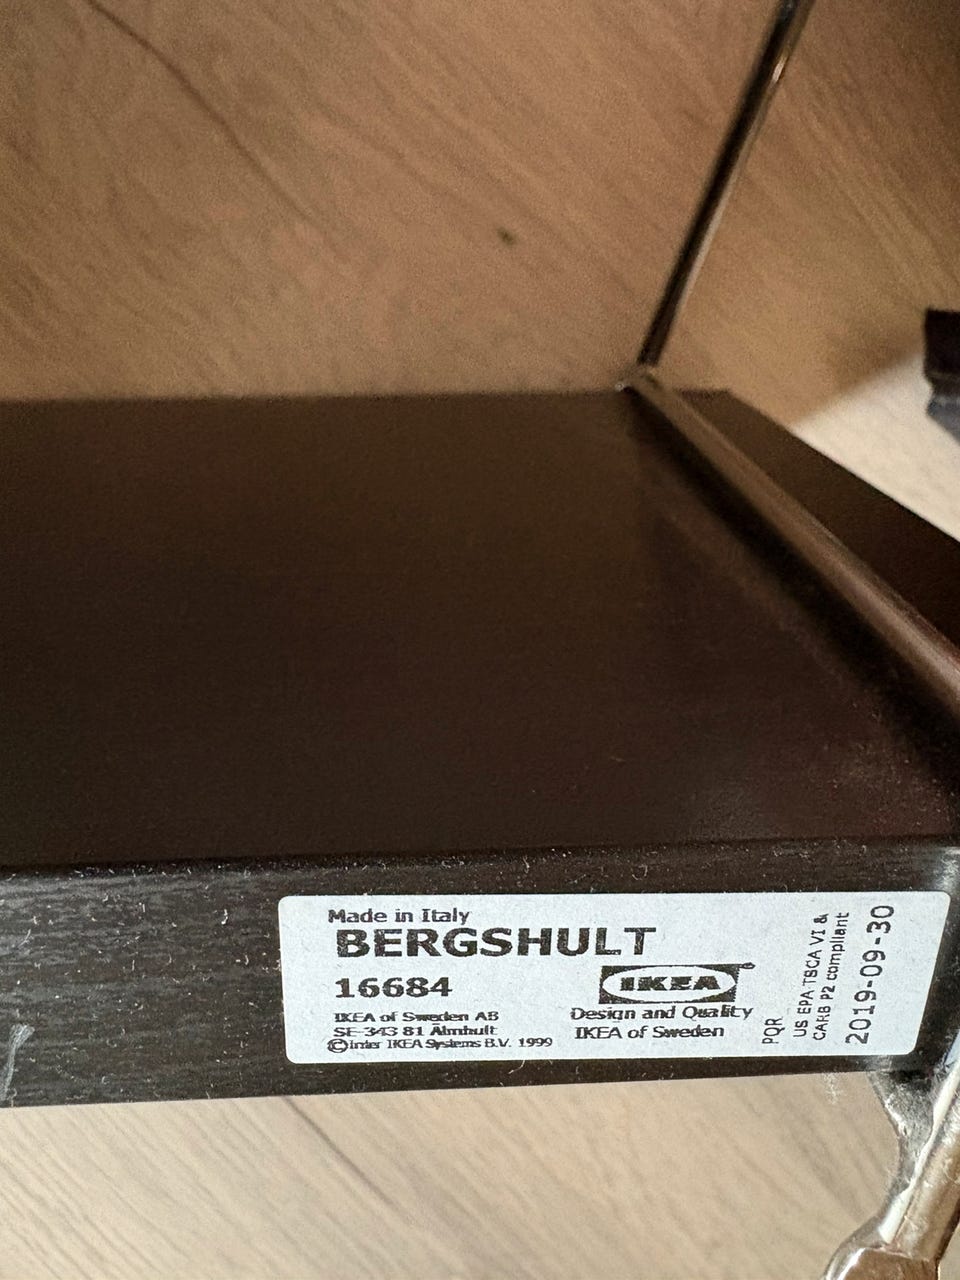 Made in Italy
BERGSHULT
16684
IKEA of Sweden AB
SE-343 81 Älmhult
©Inter IKEA Systems B.V. 1999
IKEA®
Design and Quality
IKEA of Sweden
PQR
US EPA TSCA VI &
CARB P2 compliant
2019-09-30